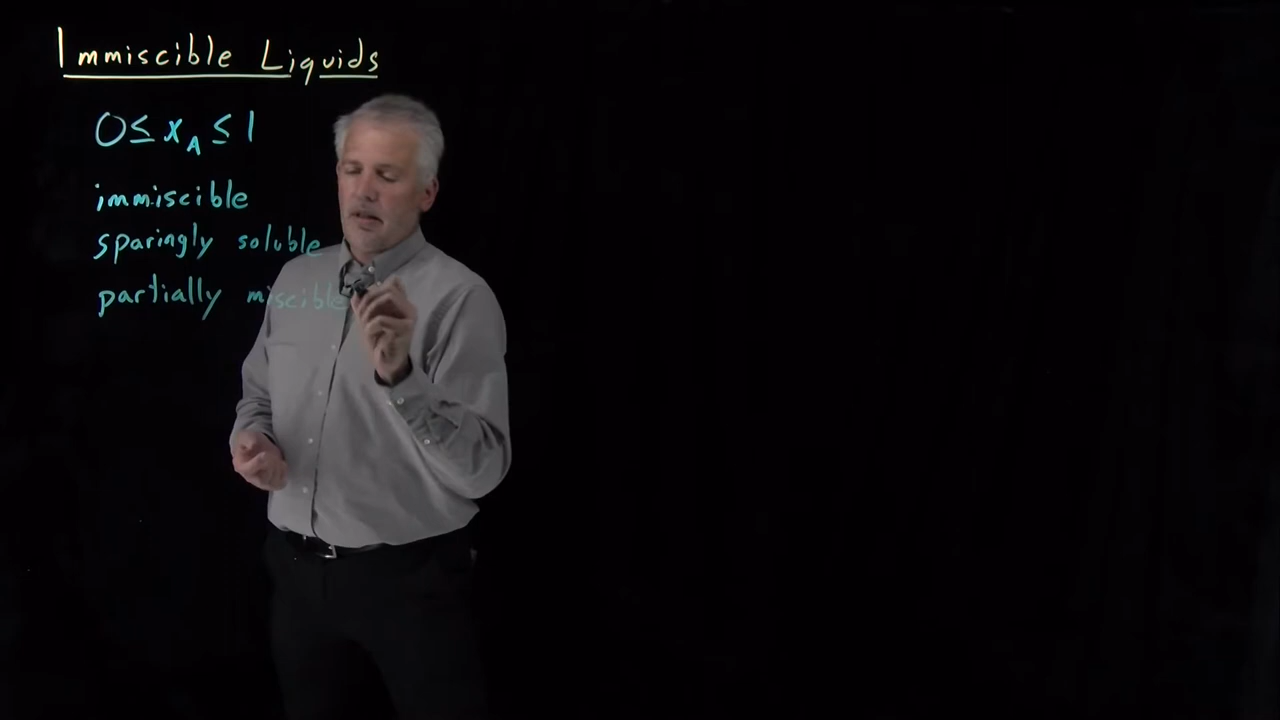 Immiscible Liquids
0 ≤ x_A ≤ 1
immiscible
sparingly soluble
partially miscible